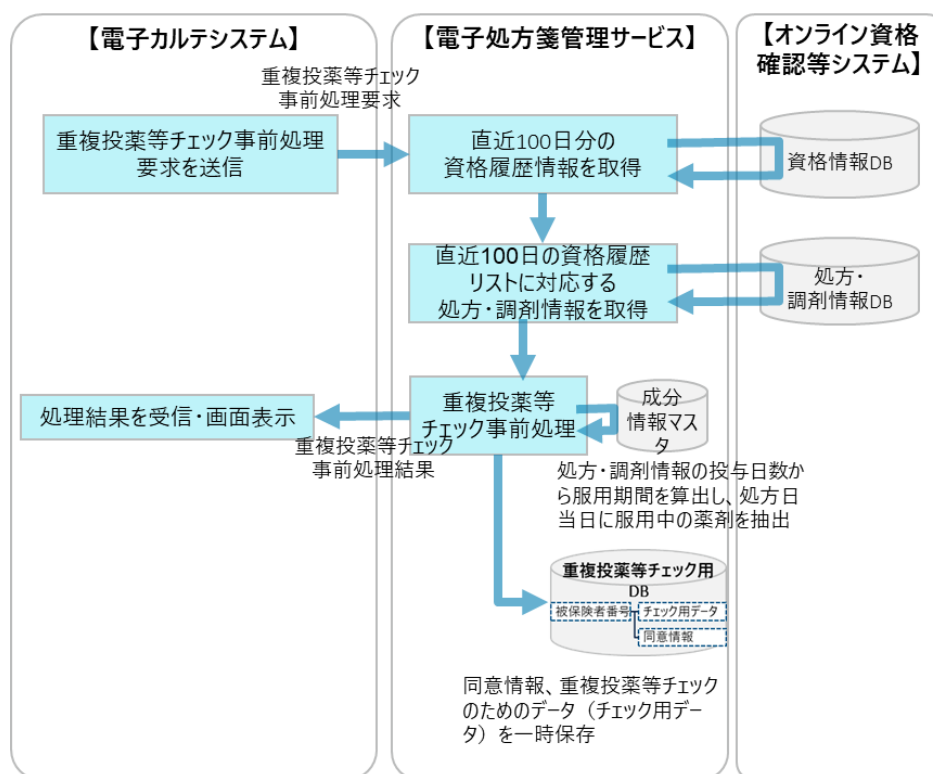 【電子カルテシステム】
【電子処方箋管理サービス】
【オンライン資格
確認等システム】
重複投薬等チェック
事前処理要求
重複投薬等チェック事前処理
要求を送信
直近100日分の
資格履歴情報を取得
資格情報DB
直近100日の資格履歴
リストに対応する
処方・調剤情報を取得
処方・
調剤情報DB
重複投薬等
チェック事前処理
成分
情報マス
タ
処理結果を受信・画面表示
重複投薬等チェック
事前処理結果
処方・調剤情報の投与日数か
ら服用期間を算出し、処方日
当日に服用中の薬剤を抽出
重複投薬等チェック用
DB
被保険者番号
チェック用データ
同意情報
同意情報、重複投薬等チェック
のためのデータ（チェック用デー
タ）を一時保存